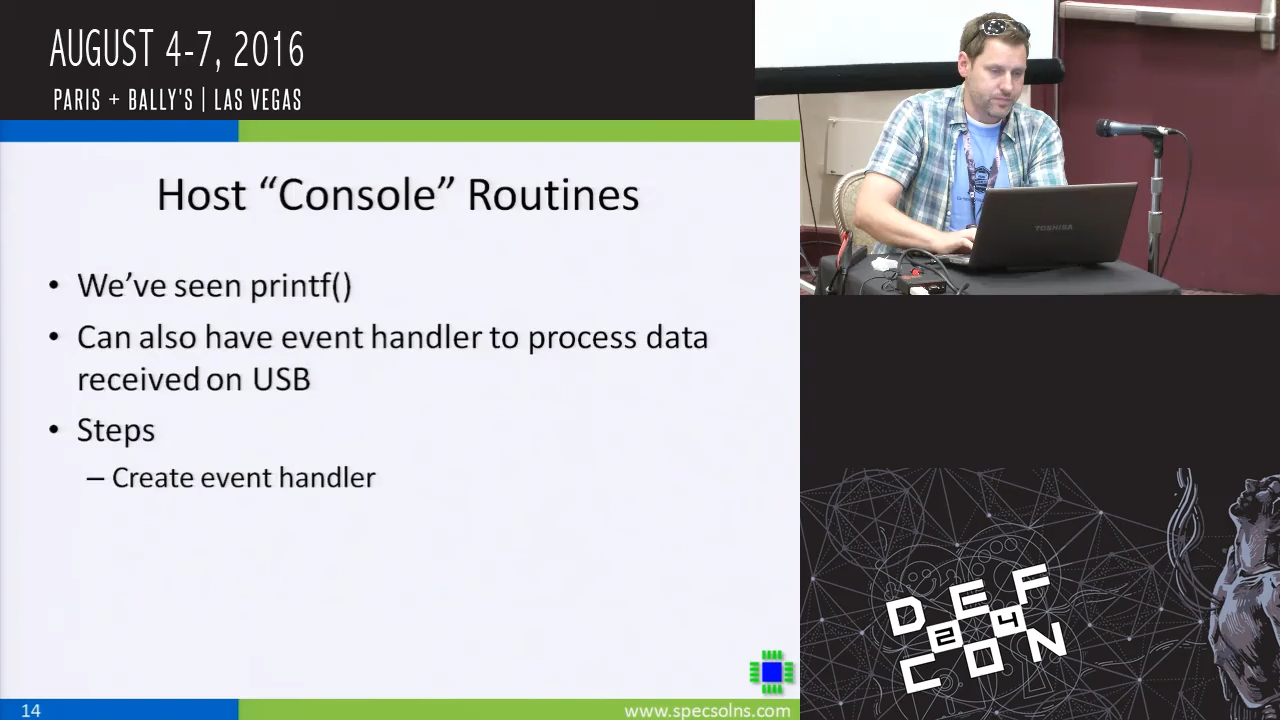 AUGUST 4-7, 2016
PARIS + BALLY'S | LAS VEGAS
Host “Console” Routines
• We’ve seen printf()
• Can also have event handler to process data
received on USB
• Steps
– Create event handler
14
www.specsolns.com
TOSHIBA
DEF
24
CON